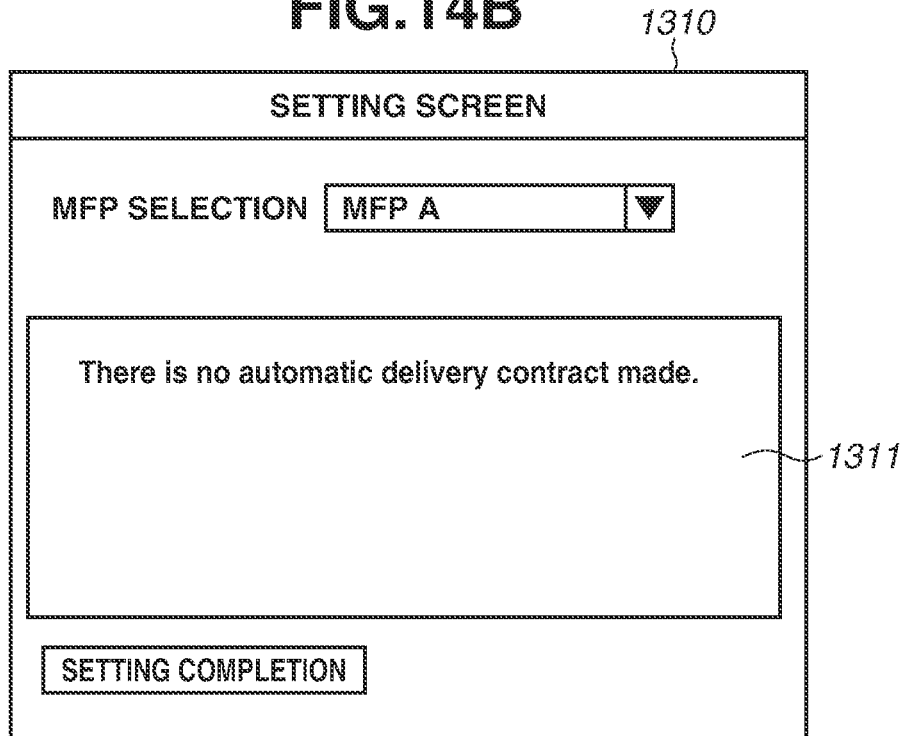 FIG.14B
1310
SETTING SCREEN
MFP SELECTION MFP A
There is no automatic delivery contract made.
1311
SETTING COMPLETION